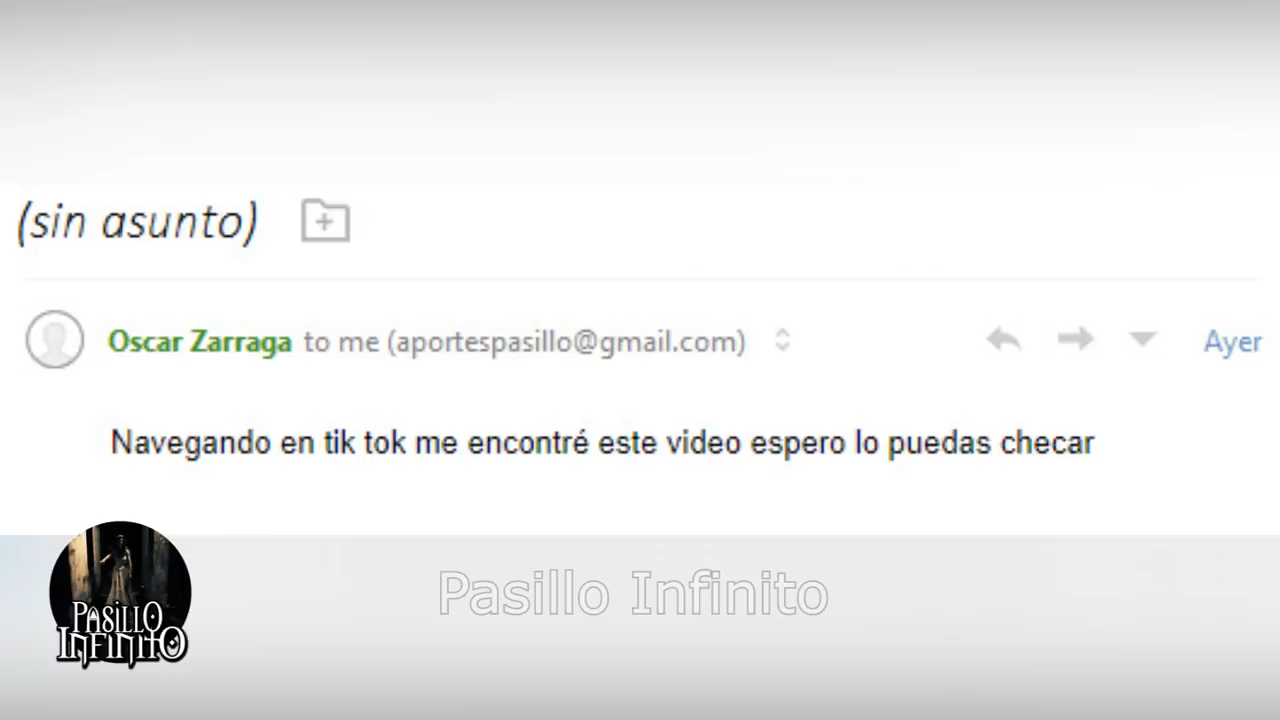 (sin asunto)
Oscar Zarraga to me (aportespasillo@gmail.com) Ayer
Navegando en tik tok me encontré este video espero lo puedas checar
Pasillo Infinito
PASILLO
INFINITO